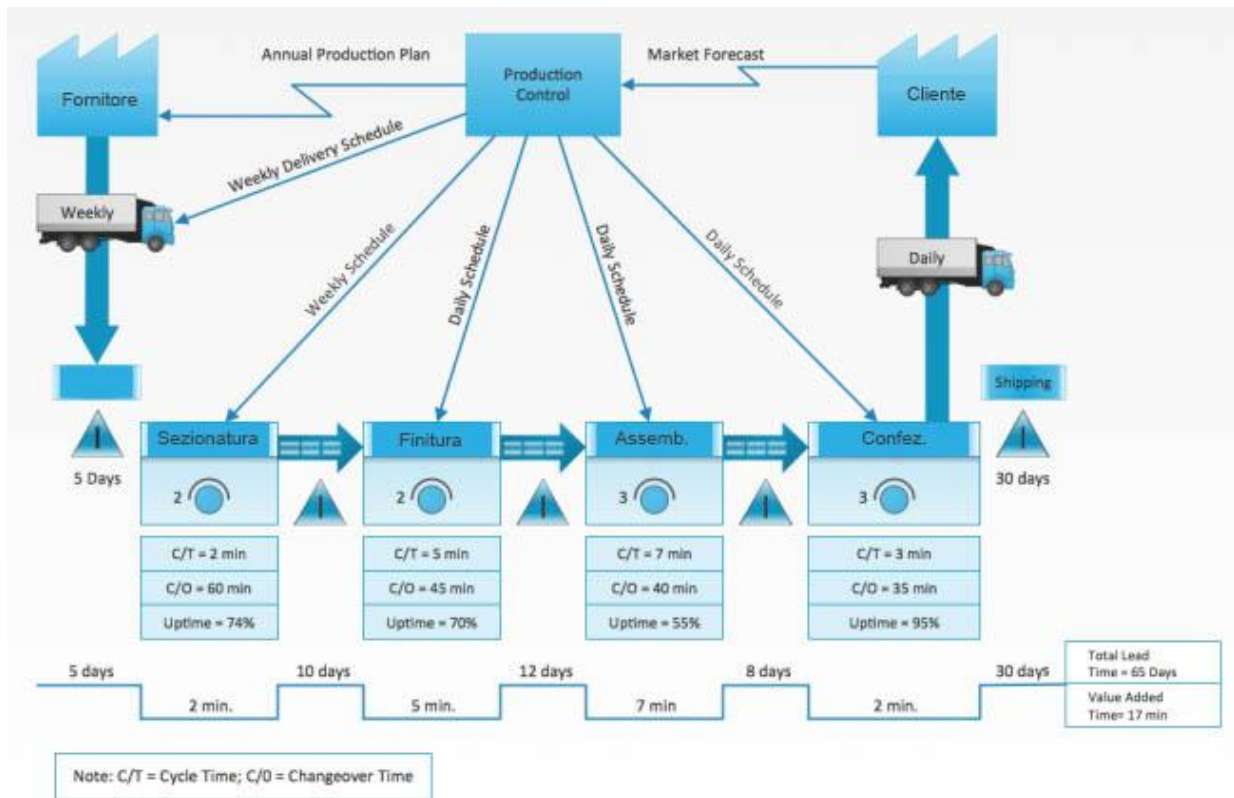 Annual Production Plan
Market Forecast
Production
Control
Fornitore
Cliente
Weekly Delivery Schedule
Weekly
Daily
Weekly Schedule
Daily Schedule
Daily Schedule
Daily Schedule
Shipping
I
I
5 Days
30 days
Sezionatura
Finitura
Assemb.
Confez.
2
2
3
3
I
I
I
C/T = 2 min
C/T = 5 min
C/T = 7 min
C/T = 3 min
C/O = 60 min
C/O = 45 min
C/O = 40 min
C/O = 35 min
Uptime = 74%
Uptime = 70%
Uptime = 55%
Uptime = 95%
5 days
10 days
12 days
8 days
30 days
2 min.
5 min.
7 min
2 min.
Total Lead
Time = 65 Days
Value Added
Time= 17 min
Note: C/T = Cycle Time; C/0 = Changeover Time